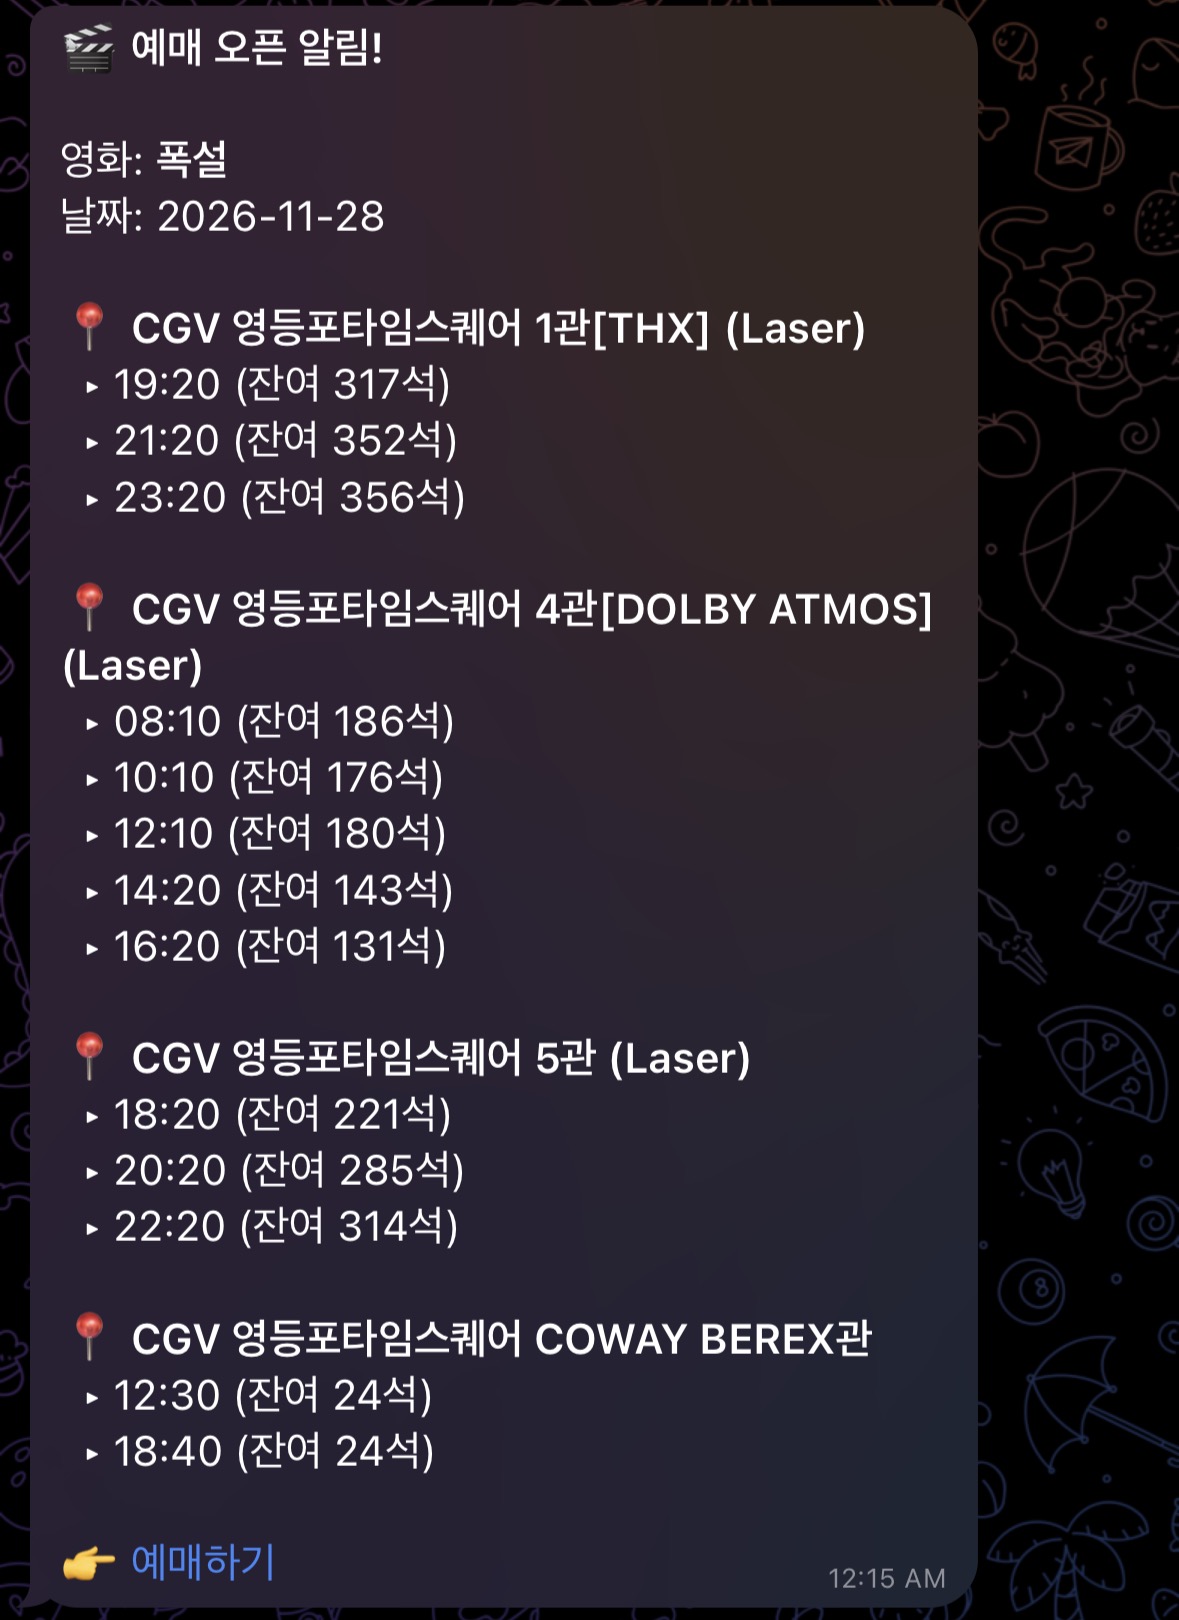 🎬 예매 오픈 알림!
영화: 폭설
날짜: 2026-11-28
📍 CGV 영등포타임스퀘어 1관[THX] (Laser)
▸ 19:20 (잔여 317석)
▸ 21:20 (잔여 352석)
▸ 23:20 (잔여 356석)
📍 CGV 영등포타임스퀘어 4관[DOLBY ATMOS]
(Laser)
▸ 08:10 (잔여 186석)
▸ 10:10 (잔여 176석)
▸ 12:10 (잔여 180석)
▸ 14:20 (잔여 143석)
▸ 16:20 (잔여 131석)
📍 CGV 영등포타임스퀘어 5관 (Laser)
▸ 18:20 (잔여 221석)
▸ 20:20 (잔여 285석)
▸ 22:20 (잔여 314석)
📍 CGV 영등포타임스퀘어 COWAY BEREX관
▸ 12:30 (잔여 24석)
▸ 18:40 (잔여 24석)
👉 예매하기
12:15 AM